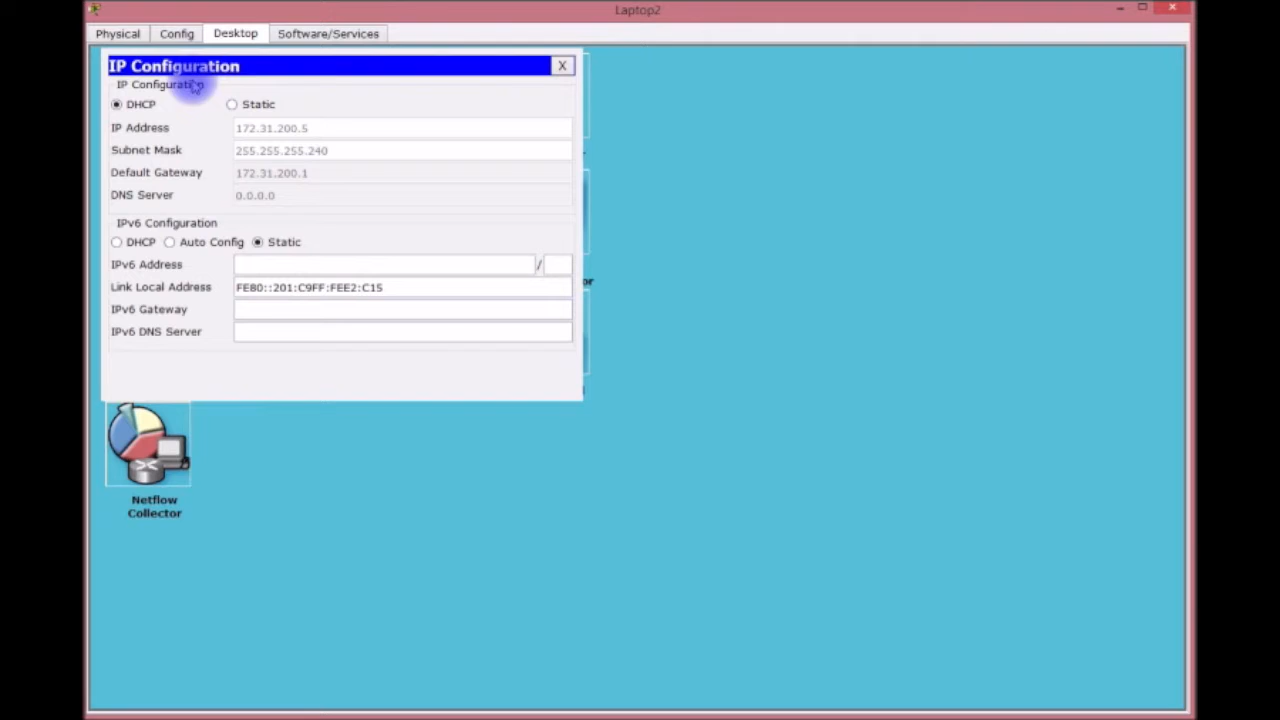 Laptop2
Physical Config Desktop Software/Services
IP Configuration X
IP Configuration
DHCP Static
IP Address 172.31.200.5
Subnet Mask 255.255.255.240
Default Gateway 172.31.200.1
DNS Server 0.0.0.0
IPv6 Configuration
DHCP Auto Config Static
IPv6 Address /
Link Local Address FE80::201:C9FF:FEE2:C15
IPv6 Gateway
IPv6 DNS Server
or
Netflow
Collector